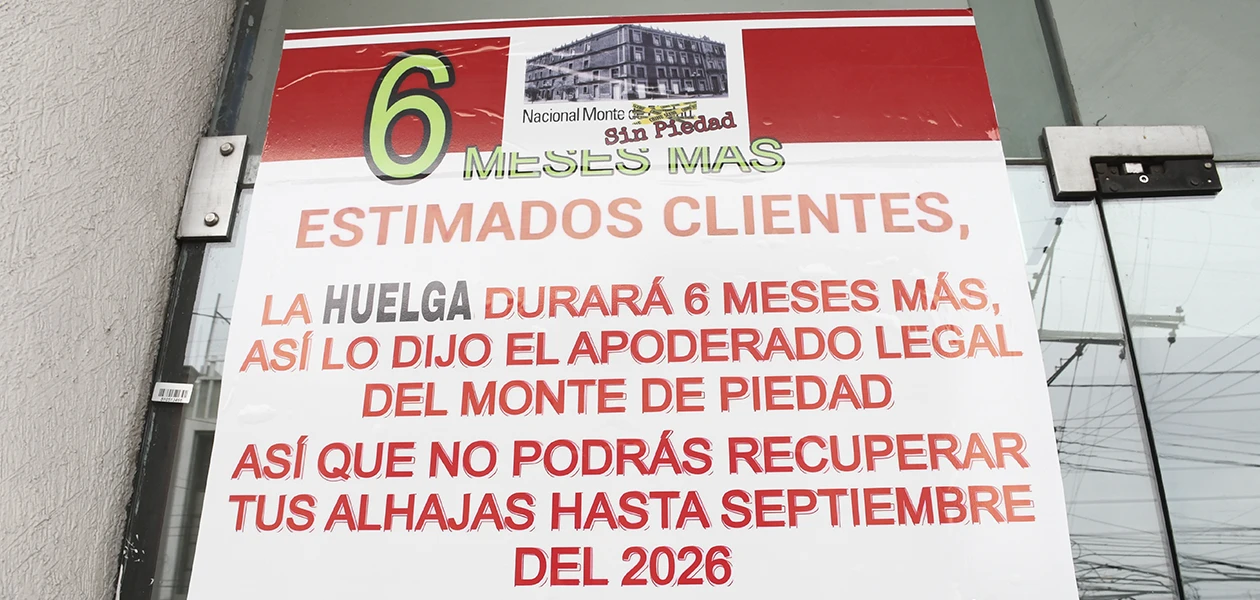 6
Nacional Monte de
Sin Piedad
MESES MAS
ESTIMADOS CLIENTES,
LA HUELGA DURARÁ 6 MESES MÁS,
ASÍ LO DIJO EL APODERADO LEGAL
DEL MONTE DE PIEDAD
ASÍ QUE NO PODRÁS RECUPERAR
TUS ALHAJAS HASTA SEPTIEMBRE
DEL 2026